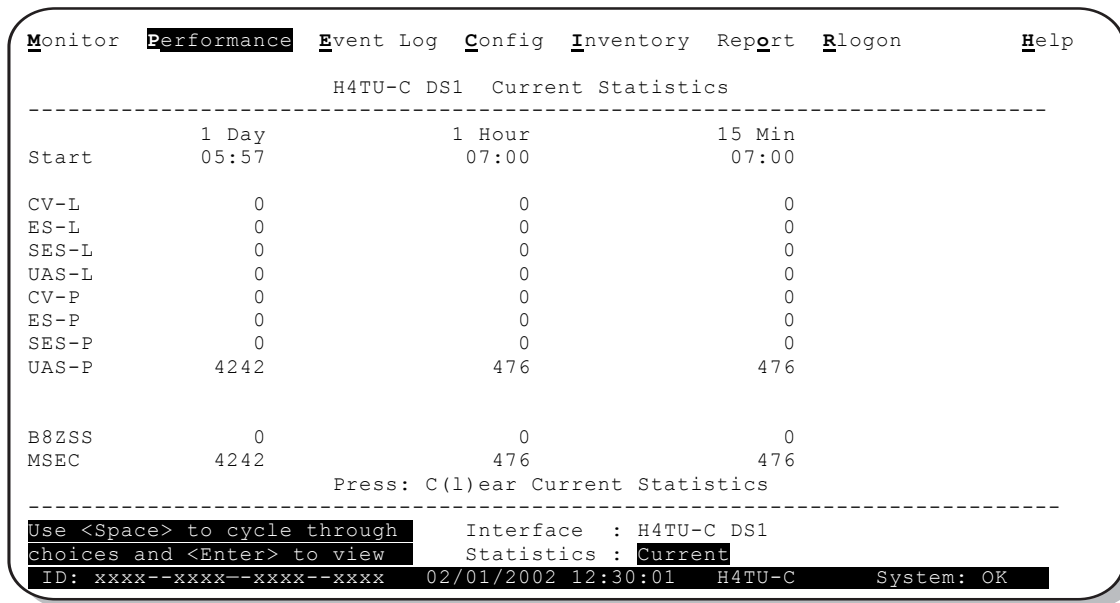 Monitor Performance Event Log Config Inventory Report Rlogon Help
H4TU-C DS1 Current Statistics
--------------------------------------------------------------------------------
1 Day 1 Hour 15 Min
Start 05:57 07:00 07:00
CV-L 0 0 0
ES-L 0 0 0
SES-L 0 0 0
UAS-L 0 0 0
CV-P 0 0 0
ES-P 0 0 0
SES-P 0 0 0
UAS-P 4242 476 476
B8ZSS 0 0 0
MSEC 4242 476 476
Press: C(l)ear Current Statistics
--------------------------------------------------------------------------------
Use <Space> to cycle through Interface : H4TU-C DS1
choices and <Enter> to view Statistics : Current
ID: xxxx--xxxx--xxxx--xxxx 02/01/2002 12:30:01 H4TU-C System: OK